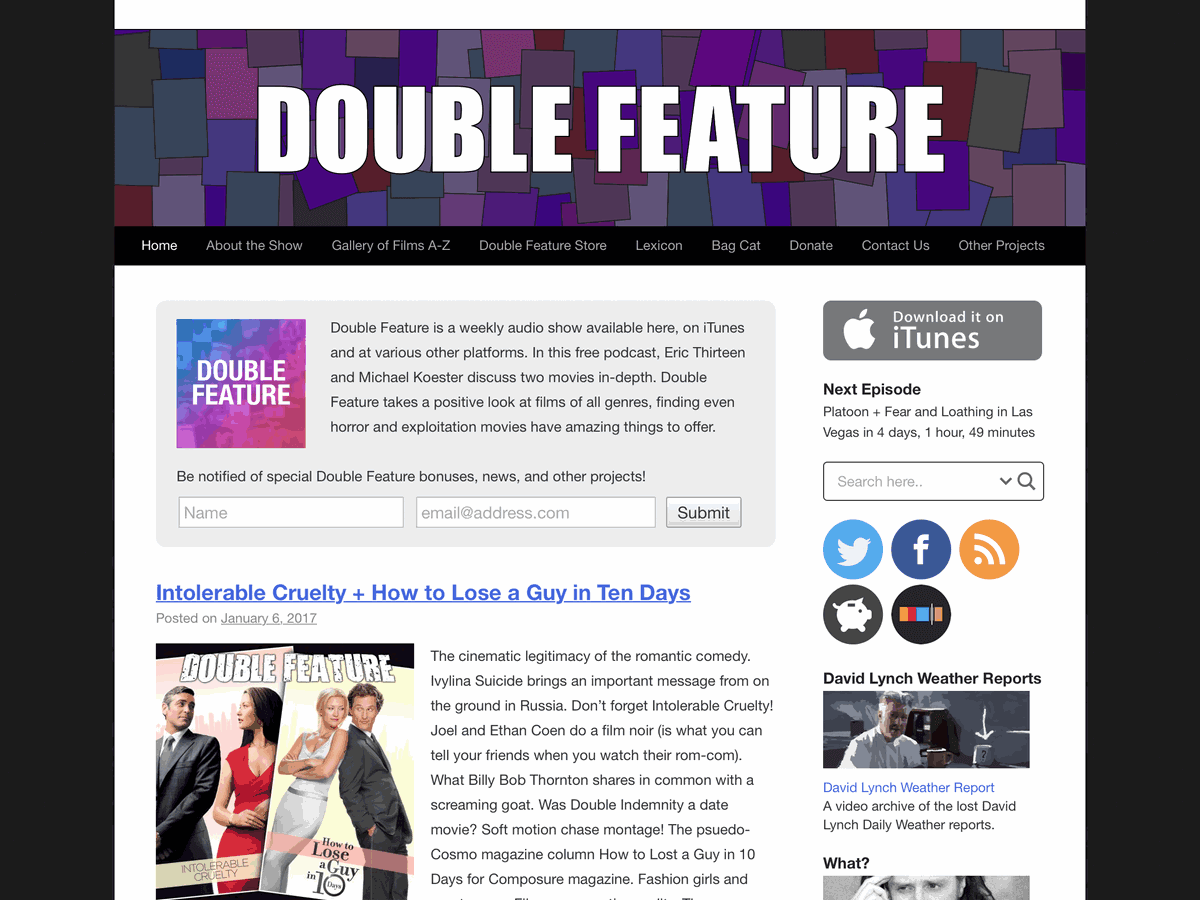 DOUBLE FEATURE
Home About the Show Gallery of Films A-Z Double Feature Store Lexicon Bag Cat Donate Contact Us Other Projects
DOUBLE
FEATURE
Double Feature is a weekly audio show available here, on iTunes
and at various other platforms. In this free podcast, Eric Thirteen
and Michael Koester discuss two movies in-depth. Double
Feature takes a positive look at films of all genres, finding even
horror and exploitation movies have amazing things to offer.
Be notified of special Double Feature bonuses, news, and other projects!
Name email@address.com Submit
Intolerable Cruelty + How to Lose a Guy in Ten Days
Posted on January 6, 2017
DOUBLE FEATURE
INTOLERABLE
CRUELTY
How to
Lose
a Guy
in 10
Days
The cinematic legitimacy of the romantic comedy.
Ivylina Suicide brings an important message from on
the ground in Russia. Don’t forget Intolerable Cruelty!
Joel and Ethan Coen do a film noir (is what you can
tell your friends when you watch their rom-com).
What Billy Bob Thornton shares in common with a
screaming goat. Was Double Indemnity a date
movie? Soft motion chase montage! The psuedo-
Cosmo magazine column How to Lost a Guy in 10
Days for Composure magazine. Fashion girls and
Download it on
iTunes
Next Episode
Platoon + Fear and Loathing in Las
Vegas in 4 days, 1 hour, 49 minutes
Search here..
David Lynch Weather Reports
?
David Lynch Weather Report
A video archive of the lost David
Lynch Daily Weather reports.
What?